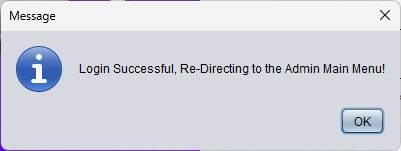 Message
Login Successful, Re-Directing to the Admin Main Menu!
OK